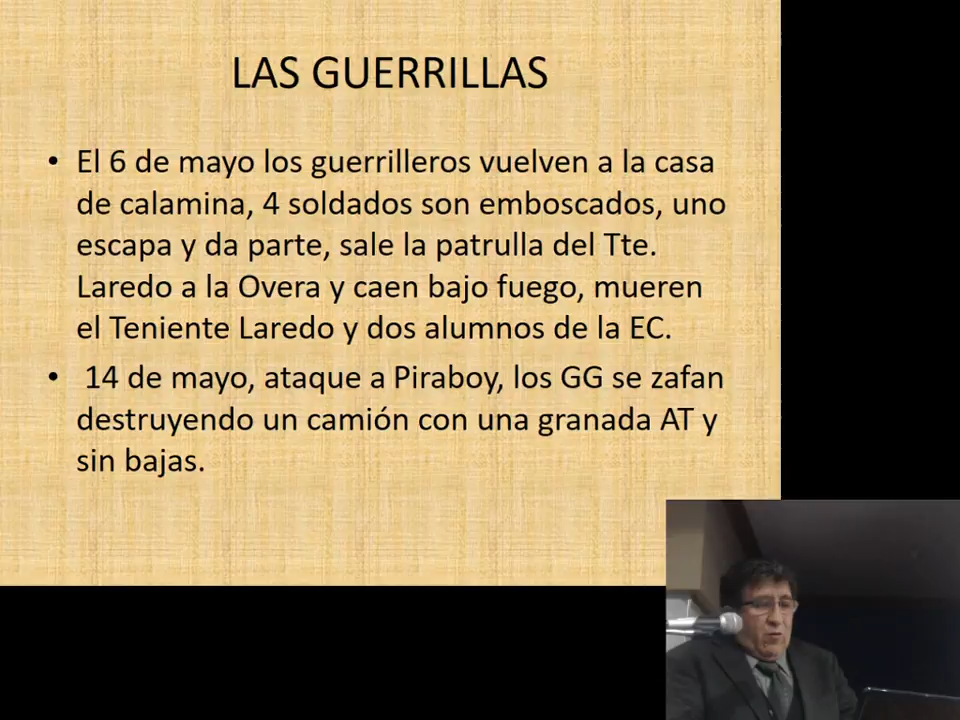 LAS GUERRILLAS
• El 6 de mayo los guerrilleros vuelven a la casa
de calamina, 4 soldados son emboscados, uno
escapa y da parte, sale la patrulla del Tte.
Laredo a la Overa y caen bajo fuego, mueren
el Teniente Laredo y dos alumnos de la EC.
• 14 de mayo, ataque a Piraboy, los GG se zafan
destruyendo un camión con una granada AT y
sin bajas.